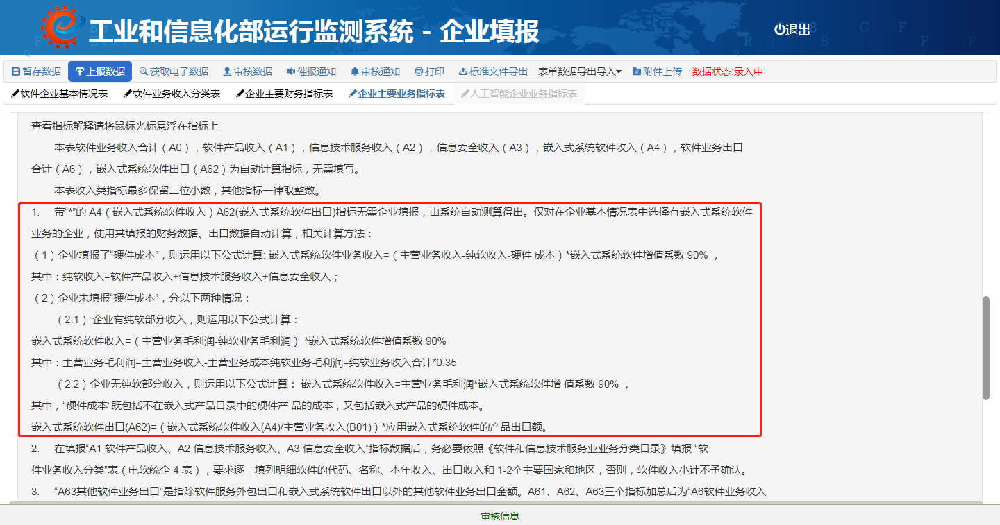 工业和信息化部运行监测系统 - 企业填报
退出
暂存数据 上报数据 获取电子数据 审核数据 催报通知 审核通知 打印 标准文件导出 表单数据导出导入 附件上传 数据状态:录入中
软件企业基本情况表 软件业务收入分类表 企业主要财务指标表 企业主要业务指标表 人工智能企业业务指标表
查看指标解释请将鼠标光标悬浮在指标上
本表软件业务收入合计（A0），软件产品收入（A1），信息技术服务收入（A2），信息安全收入（A3），嵌入式系统软件收入（A4），软件业务出口
合计（A6），嵌入式系统软件出口（A62）为自动计算指标，无需填写。
本表收入类指标最多保留二位小数，其他指标一律取整数。
1. 带“*”的 A4（嵌入式系统软件收入）A62(嵌入式系统软件出口)指标无需企业填报，由系统自动测算得出。仅对在企业基本情况表中选择有嵌入式系统软件
业务的企业，使用其填报的财务数据、出口数据自动计算，相关计算方法：
（1）企业填报了“硬件成本”，则运用以下公式计算: 嵌入式系统软件业务收入=（主营业务收入-纯软收入-硬件 成本）*嵌入式系统软件增值系数 90% ，
其中：纯软收入=软件产品收入+信息技术服务收入+信息安全收入；
（2）企业未填报“硬件成本”，分以下两种情况：
（2.1） 企业有纯软部分收入，则运用以下公式计算：
嵌入式系统软件收入=（主营业务毛利润-纯软业务毛利润） *嵌入式系统软件增值系数 90%
其中：主营业务毛利润=主营业务收入-主营业务成本纯软业务毛利润=纯软业务收入合计*0.35
（2.2）企业无纯软部分收入，则运用以下公式计算： 嵌入式系统软件收入=主营业务毛利润*嵌入式系统软件增 值系数 90% ，
其中，“硬件成本”既包括不在嵌入式产品目录中的硬件产 品的成本，又包括嵌入式产品的硬件成本。
嵌入式系统软件出口(A62)=（嵌入式系统软件收入(A4)/主营业务收入(B01)）*应用嵌入式系统软件的产品出口额。
2. 在填报“A1 软件产品收入、A2 信息技术服务收入、A3 信息安全收入”指标数据后，务必要依照《软件和信息技术服务业业务分类目录》填报 “软
件业务收入分类”表（电软统企 4 表），要求逐一填列明细软件的代码、名称、本年收入、出口收入和 1-2个主要国家和地区，否则，软件收入小计不予确认。
3. “A63其他软件业务出口”是指除软件服务外包出口和嵌入式系统软件出口以外的其他软件业务出口金额。A61、A62、A63三个指标加总后为“A6软件业务收入
审核信息